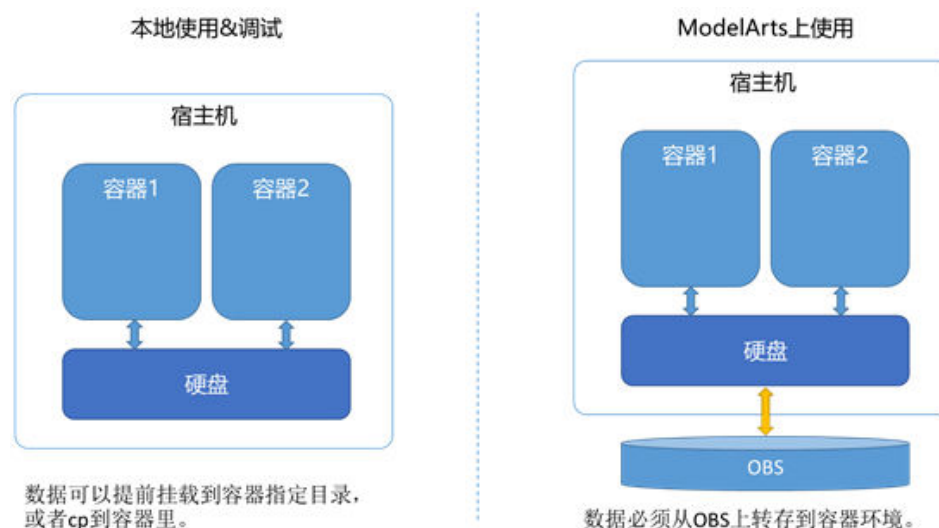 本地使用&调试
宿主机
容器1
容器2
硬盘
数据可以提前挂载到容器指定目录，
或者cp到容器里。
ModelArts上使用
宿主机
容器1
容器2
硬盘
OBS
数据必须从OBS上转存到容器环境。